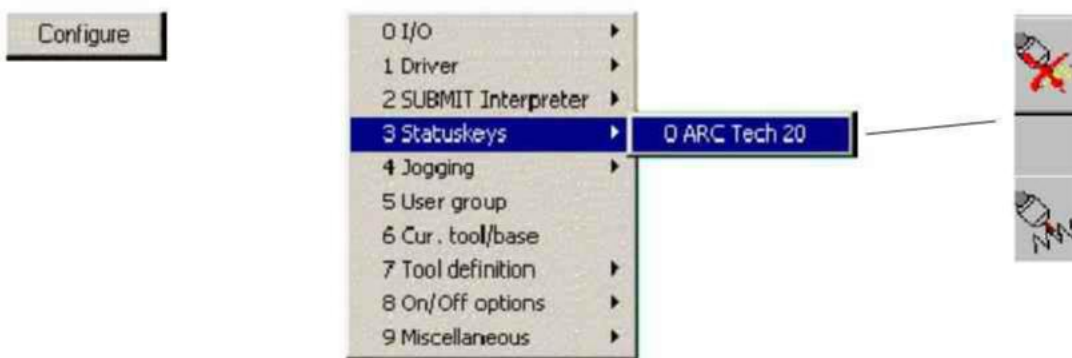 Configure
0 I/O
1 Driver
2 SUBMIT Interpreter
3 Statuskeys
0 ARC Tech 20
4 Jogging
5 User group
6 Cur. tool/base
7 Tool definition
8 On/Off options
9 Miscellaneous